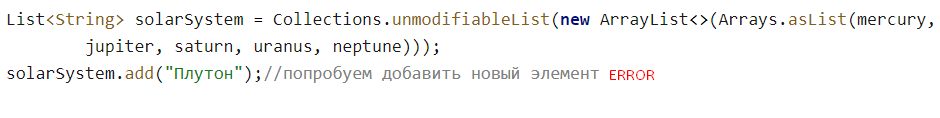 List<String> solarSystem = Collections.unmodifiableList(new ArrayList<>(Arrays.asList(mercury,
jupiter, saturn, uranus, neptune)));
solarSystem.add("Плутон");//попробуем добавить новый элемент ERROR